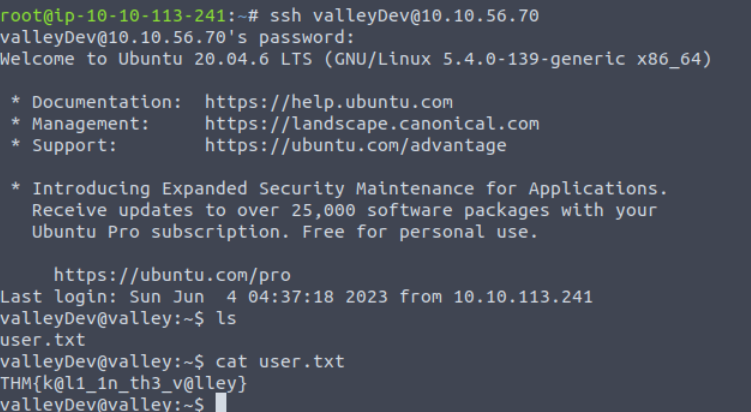 root@ip-10-10-113-241:~# ssh valleyDev@10.10.56.70
valleyDev@10.10.56.70's password:
Welcome to Ubuntu 20.04.6 LTS (GNU/Linux 5.4.0-139-generic x86_64)
 * Documentation:  https://help.ubuntu.com
 * Management:     https://landscape.canonical.com
 * Support:        https://ubuntu.com/advantage
 * Introducing Expanded Security Maintenance for Applications.
   Receive updates to over 25,000 software packages with your
   Ubuntu Pro subscription. Free for personal use.
     https://ubuntu.com/pro
Last login: Sun Jun  4 04:37:18 2023 from 10.10.113.241
valleyDev@valley:~$ ls
user.txt
valleyDev@valley:~$ cat user.txt
THM{k@l1_1n_th3_v@lley}
valleyDev@valley:~$